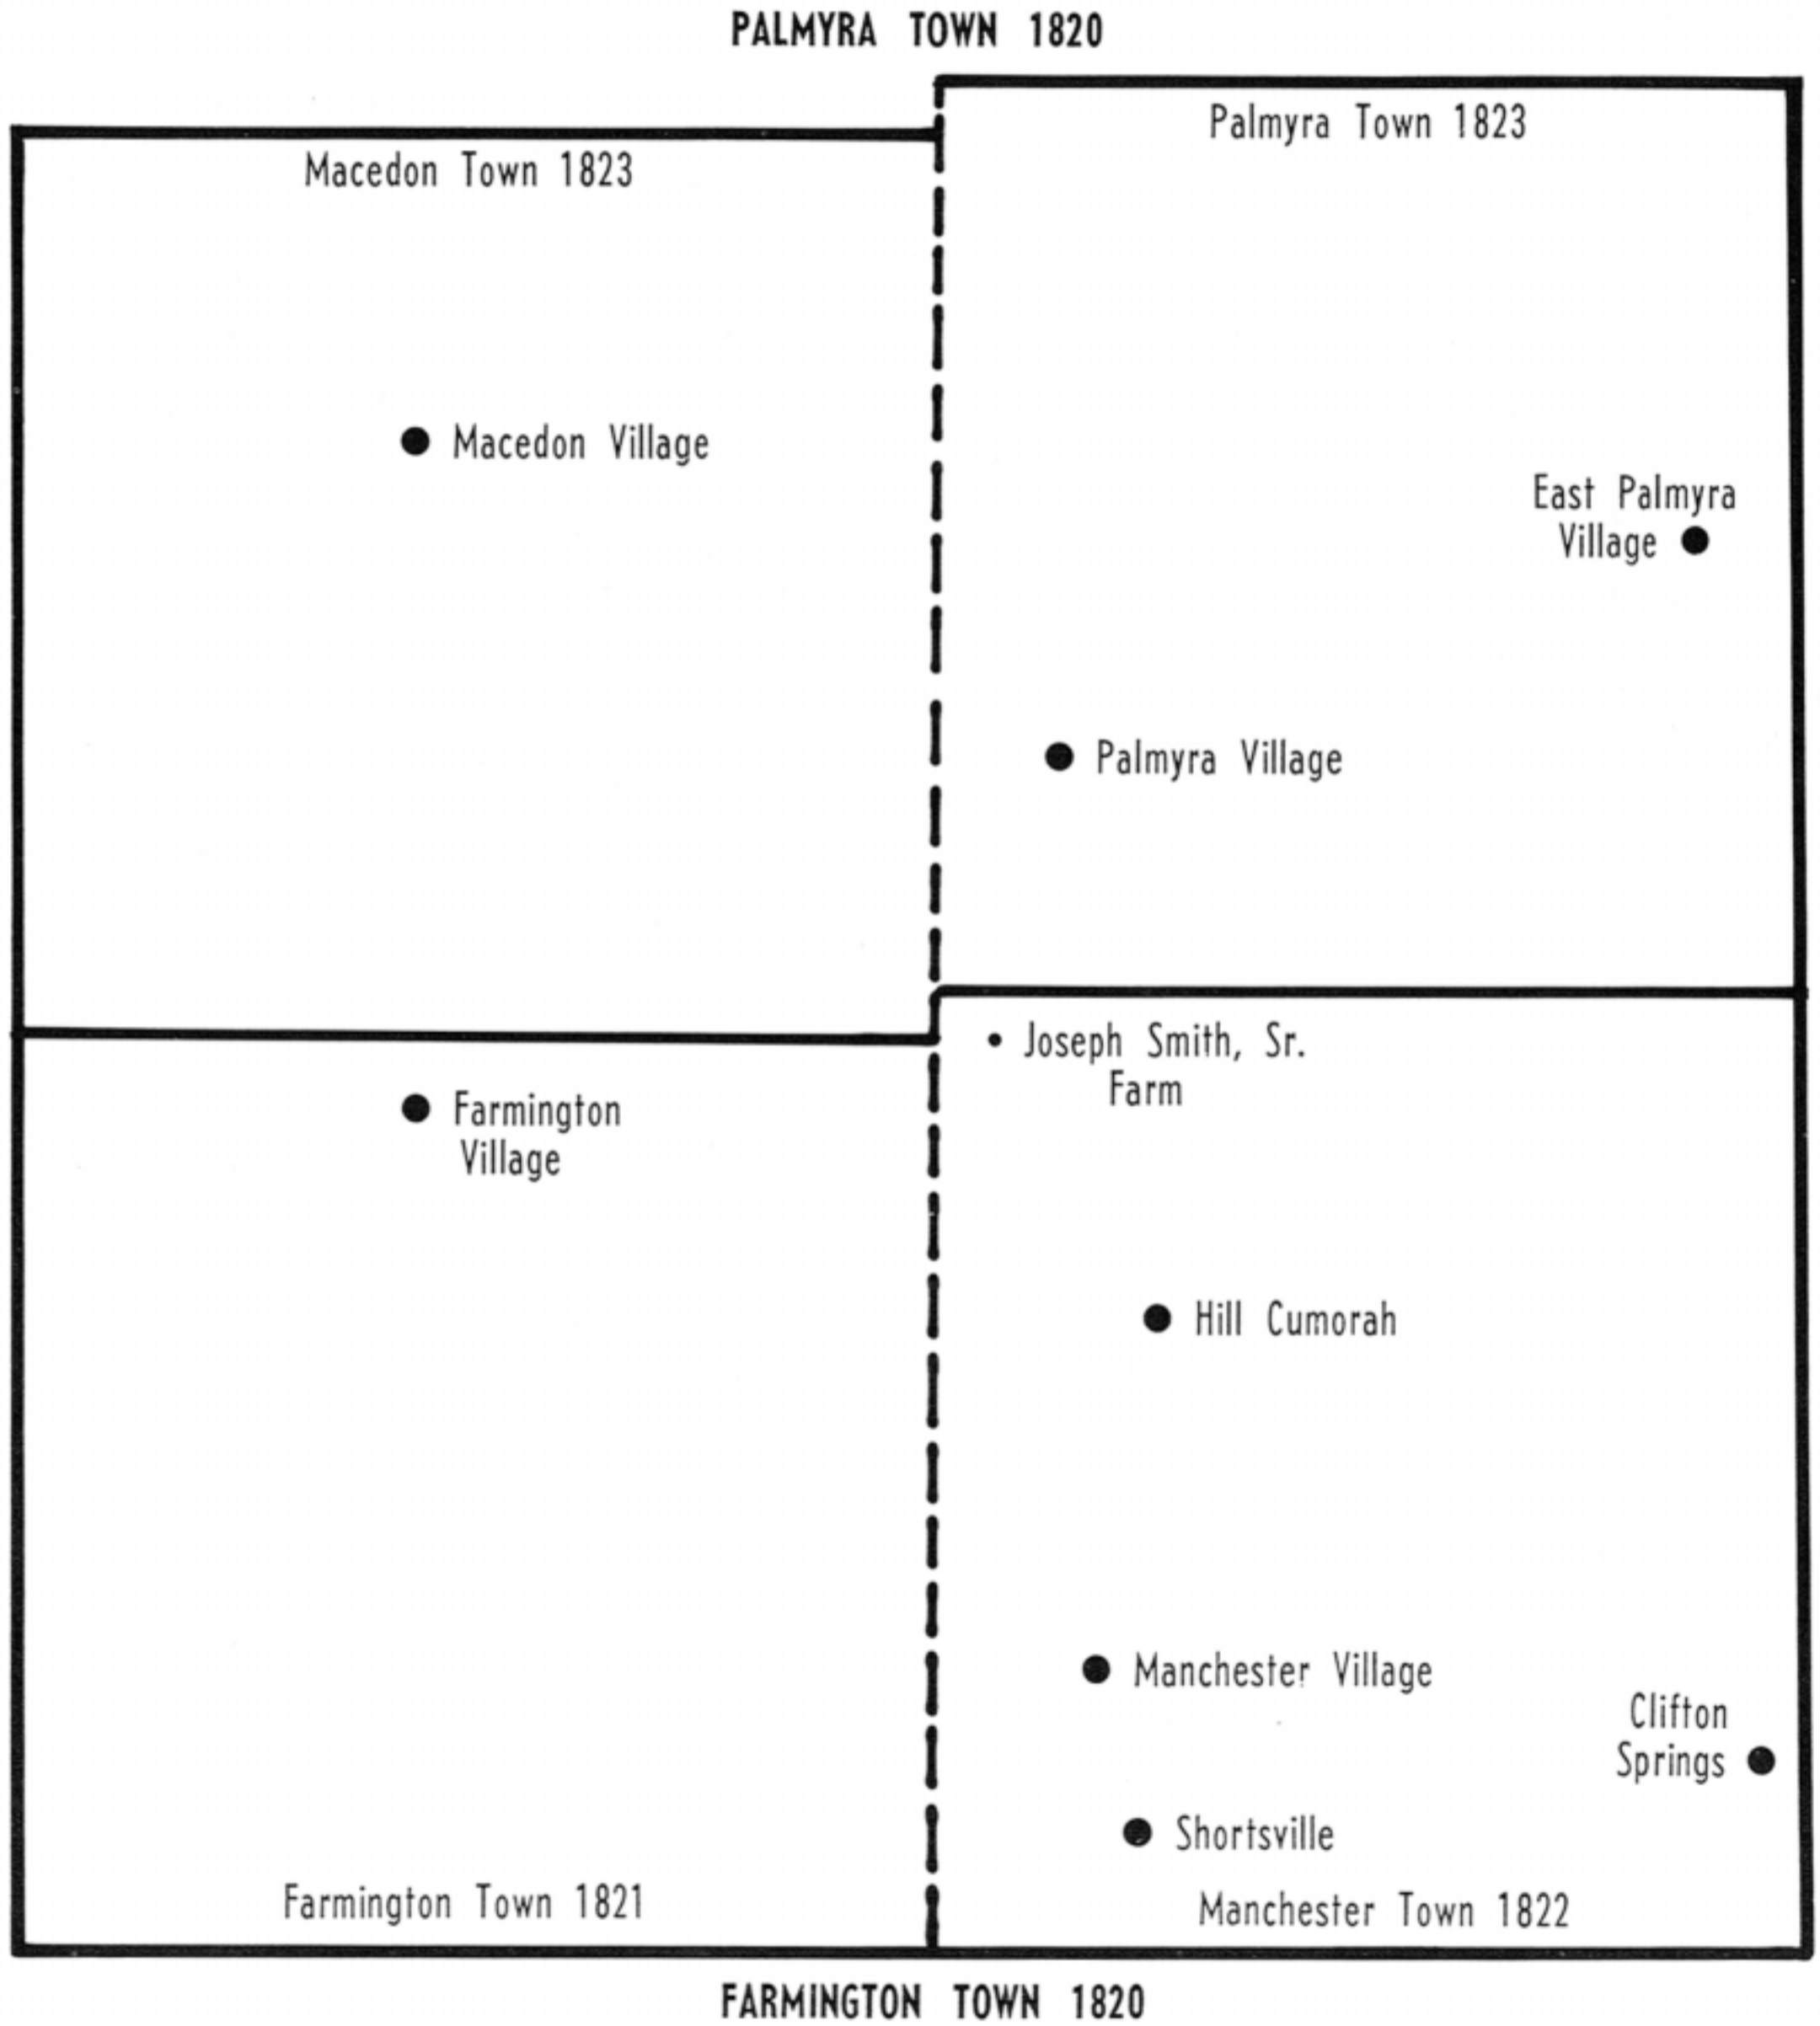 PALMYRA TOWN 1820
Palmyra Town 1823
Macedon Town 1823
Macedon Village
East Palmyra
Village
Palmyra Village
Joseph Smith, Sr.
Farm
Farmington
Village
Hill Cumorah
Manchester Village
Clifton
Springs
Shortsville
Farmington Town 1821
Manchester Town 1822
FARMINGTON TOWN 1820